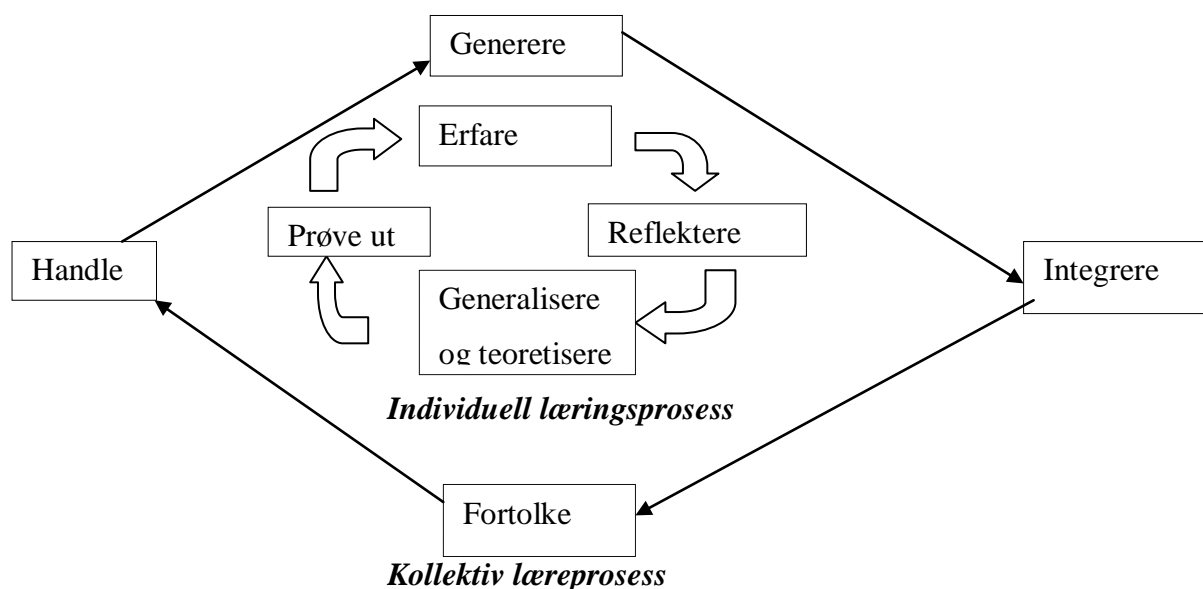 Generere
Erfare
Prøve ut
Reflektere
Handle
Integrere
Generalisere
og teoretisere
Individuell læringsprosess
Fortolke
Kollektiv læreprosess